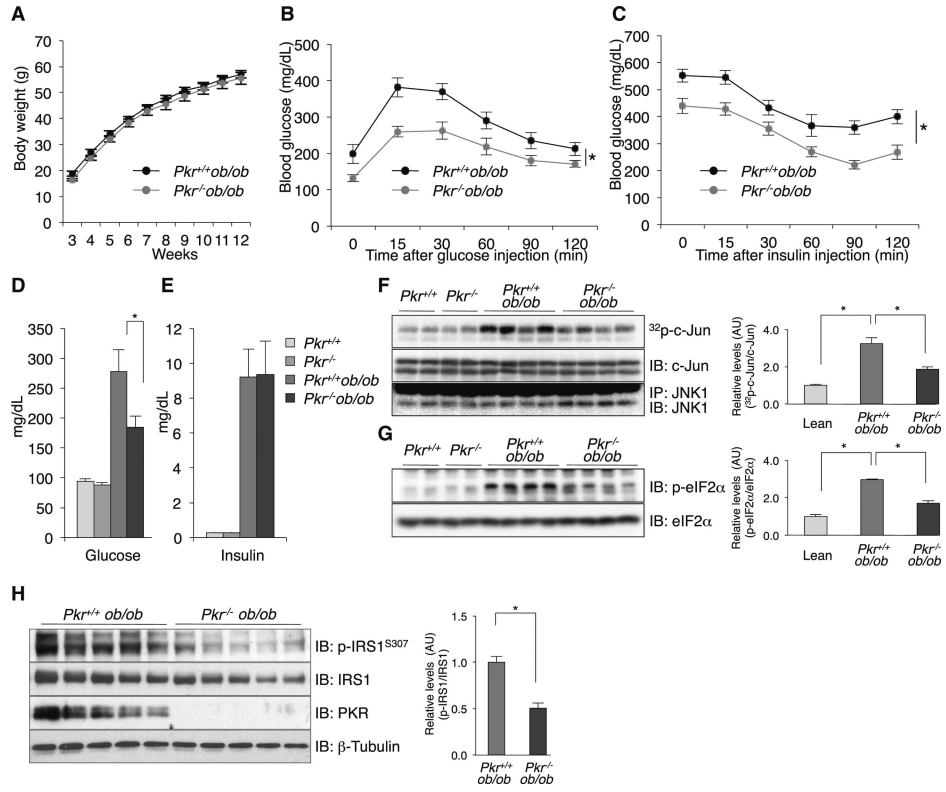 A
Body weight (g)
70
60
50
40
30
20
10
0
3 4 5 6 7 8 9 10 11 12
Weeks
Pkr+/+ob/ob
Pkr-/-ob/ob
B
Blood glucose (mg/dL)
500
400
300
200
100
0
0 15 30 60 90 120
Time after glucose injection (min)
Pkr+/+ob/ob
Pkr-/-ob/ob
*
C
Blood glucose (mg/dL)
700
600
500
400
300
200
100
0
0 15 30 60 90 120
Time after insulin injection (min)
Pkr+/+ob/ob
Pkr-/-ob/ob
*
D
mg/dL
350
300
250
200
150
100
50
0
*
Glucose
E
mg/dL
12
10
8
6
4
2
0
Insulin
Pkr+/+
Pkr-/-
Pkr+/+ob/ob
Pkr-/-ob/ob
F
Pkr+/+ Pkr-/- Pkr+/+ ob/ob Pkr-/- ob/ob
32p-c-Jun
IB: c-Jun
IP: JNK1
IB: JNK1
Relative levels (AU)
(32p-c-Jun/c-Jun)
4.0
2.0
0.0
* *
Lean Pkr+/+ ob/ob Pkr-/- ob/ob
G
Pkr+/+ Pkr-/- Pkr+/+ ob/ob Pkr-/- ob/ob
IB: p-eIF2α
IB: eIF2α
Relative levels (AU)
(p-eIF2α/eIF2α)
4.0
2.0
0.0
* *
Lean Pkr+/+ ob/ob Pkr-/- ob/ob
H
Pkr+/+ ob/ob Pkr-/- ob/ob
IB: p-IRS1S307
IB: IRS1
IB: PKR
IB: β-Tubulin
Relative levels (AU)
(p-IRS1/IRS1)
1.5
1.0
0.5
0.0
*
Pkr+/+ ob/ob Pkr-/- ob/ob